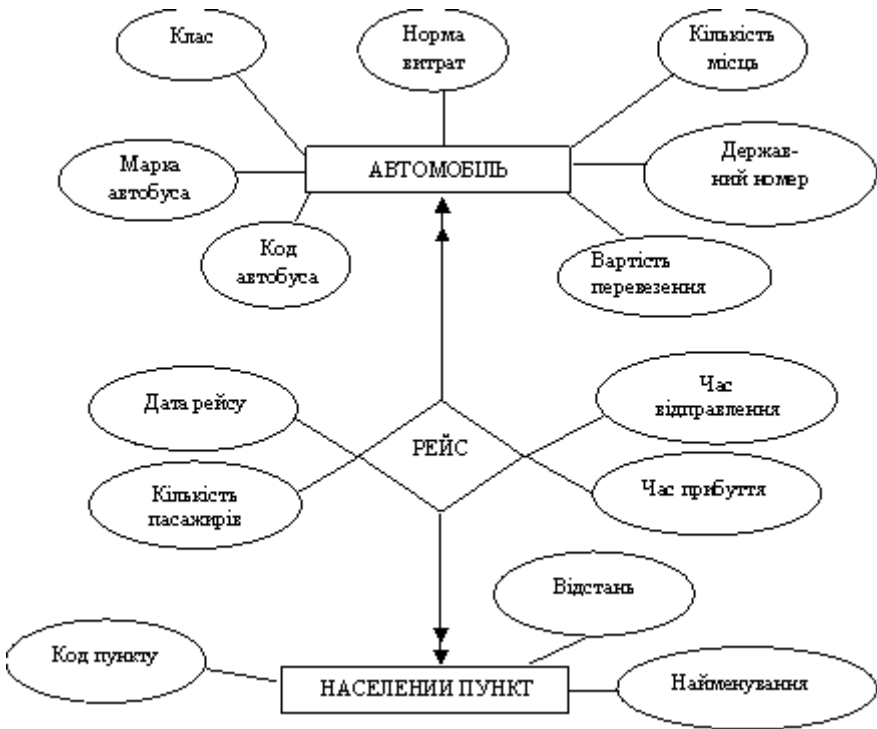 Клас
Норма
витрат
Кількість
місць
Марка
автобуса
АВТОМОБІЛЬ
Держав-
ний номер
Код
автобуса
Вартість
перевезення
Дата рейсу
Час
відправлення
РЕЙС
Кількість
пасажирів
Час прибуття
Відстань
Код пункту
НАСЕЛЕНИИ ПУНКТ
Найменування